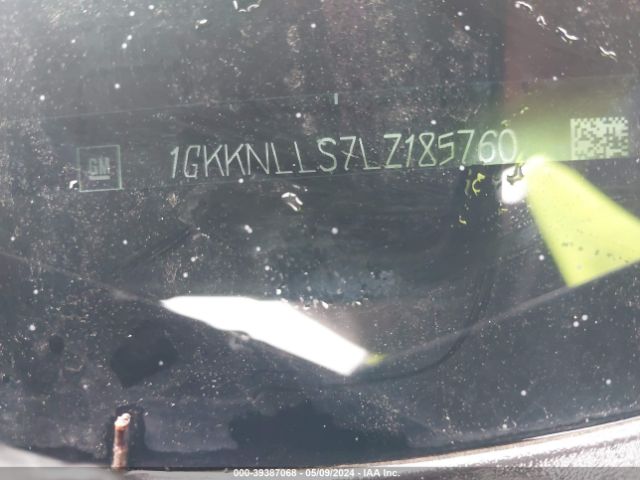 GM 1GKKNLLS7LZ185760
000-39387068 - 05/09/2024 - IAA Inc.